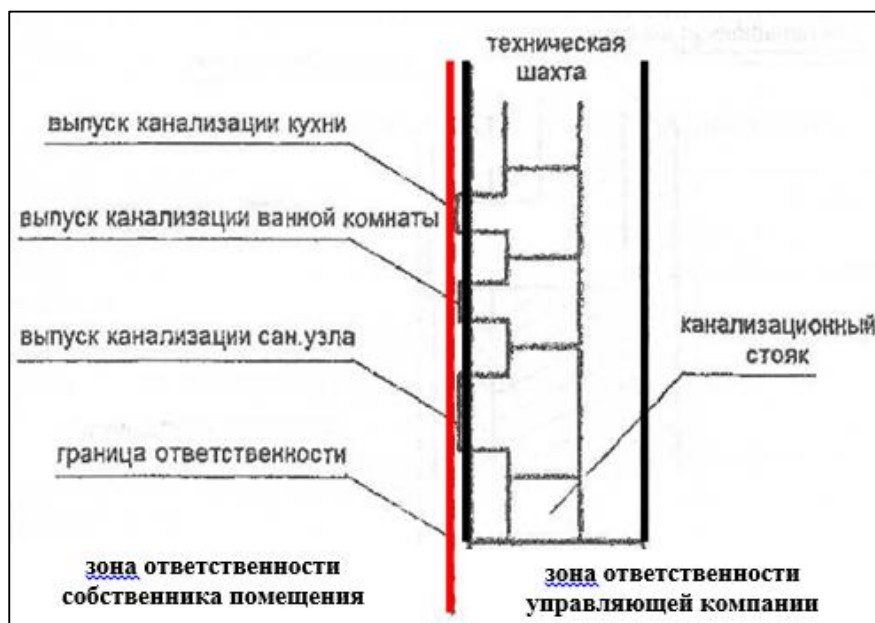 техническая
шахта
выпуск канализации кухни
выпуск канализации ванной комнаты
выпуск канализации сан.узла
канализационный
стояк
граница ответственности
зона ответственности
собственника помещения
зона ответственности
управляющей компании